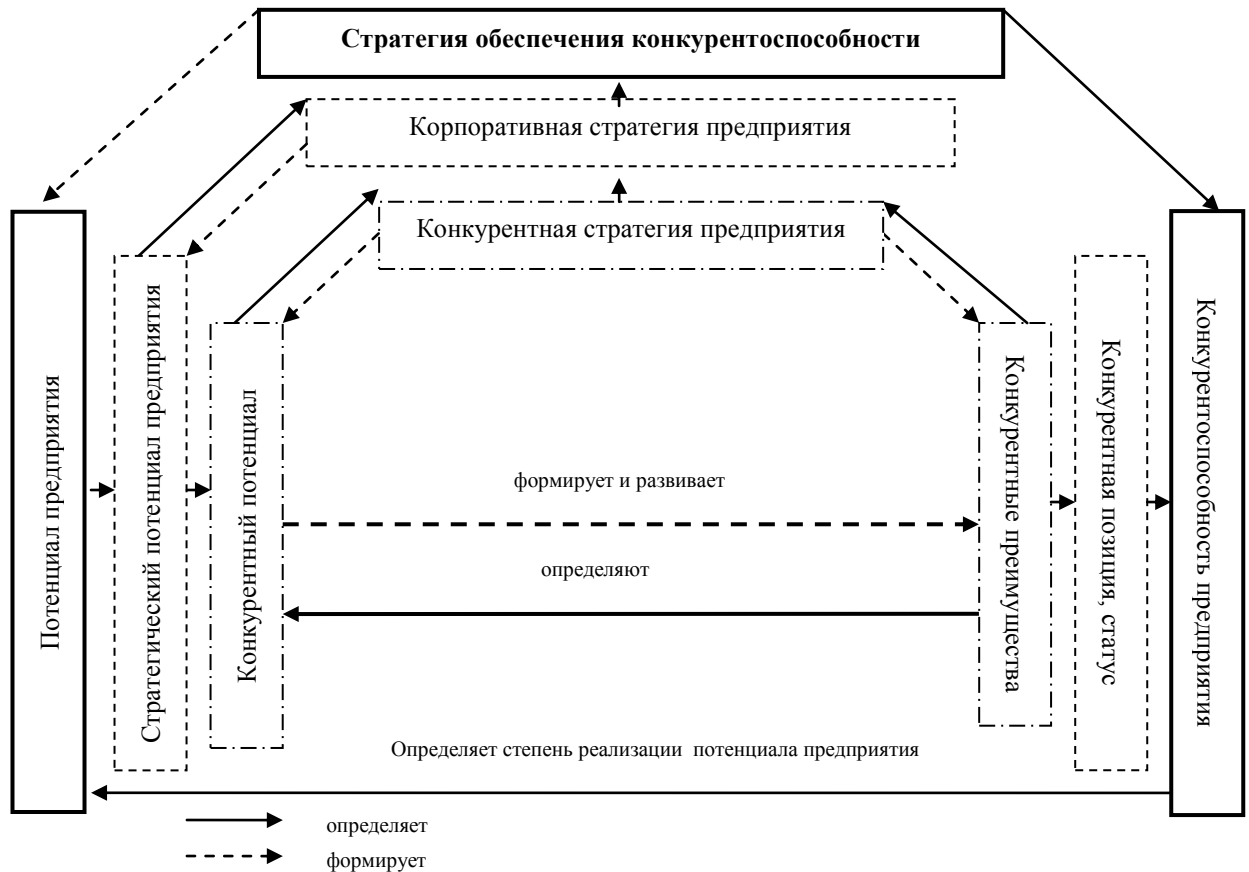 Стратегия обеспечения конкурентоспособности
Корпоративная стратегия предприятия
Конкурентная стратегия предприятия
Потенциал предприятия
Стратегический потенциал предприятия
Конкурентный потенциал
формирует и развивает
определяют
Конкурентные преимущества
Конкурентная позиция, статус
Конкурентоспособность предприятия
Определяет степень реализации потенциала предприятия
определяет
формирует